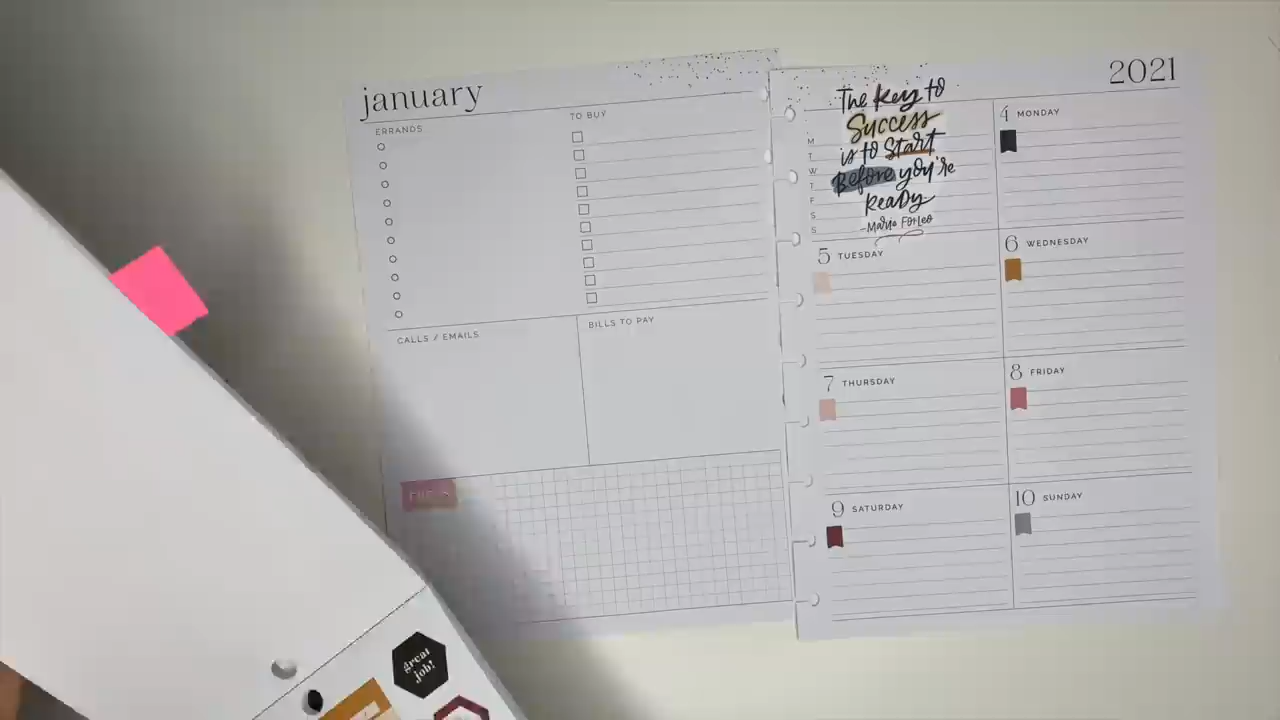 january
ERRANDS
TO BUY
CALLS / EMAILS
BILLS TO PAY
2021
The Key to
Success
is to Start
Before you're
Ready
-Marie Forleo
M
T
W
T
F
S
S
4 MONDAY
5 TUESDAY
6 WEDNESDAY
7 THURSDAY
8 FRIDAY
9 SATURDAY
10 SUNDAY
great
job!